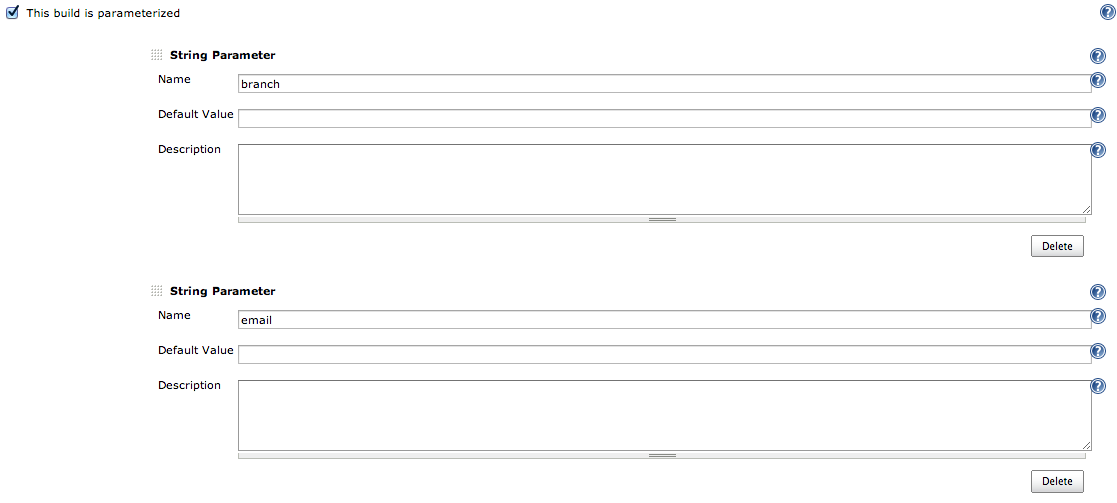 This build is parameterized
String Parameter
Name
branch
Default Value
Description
Delete
String Parameter
Name
email
Default Value
Description
Delete